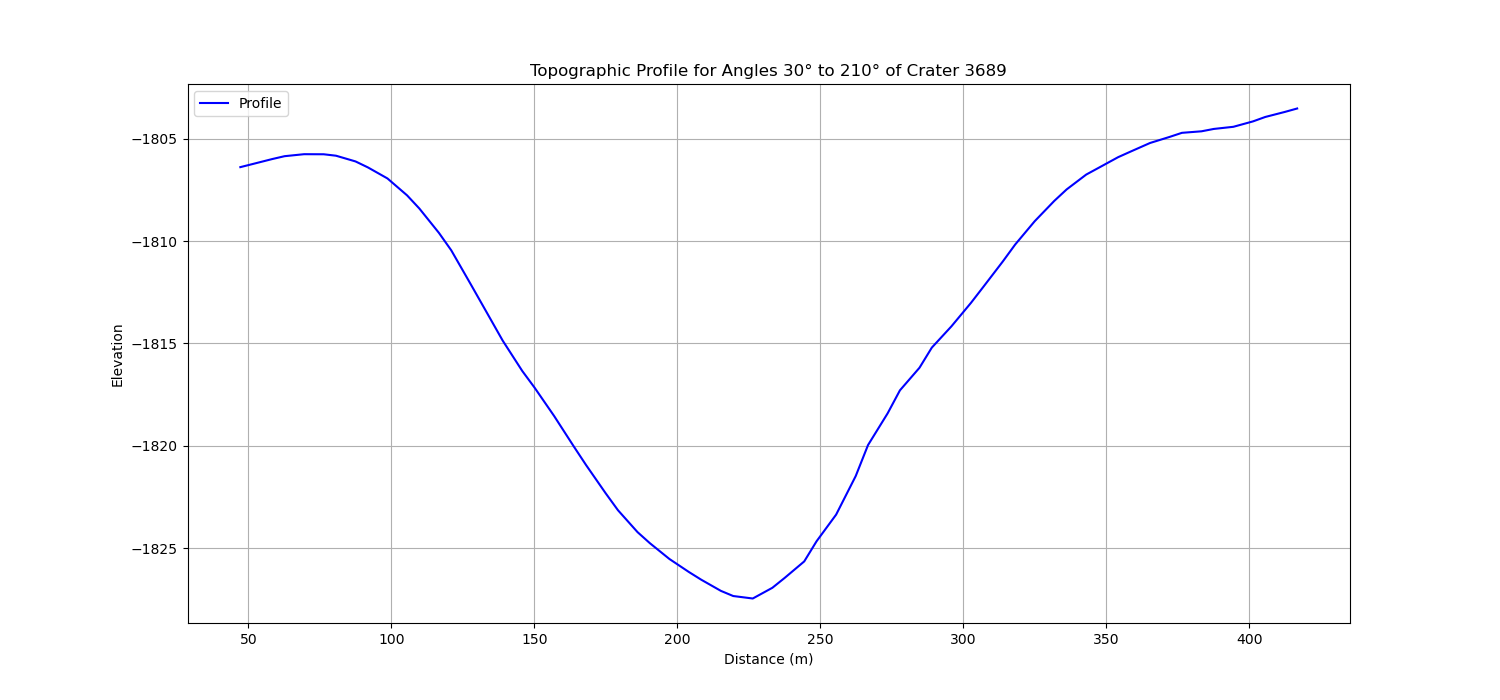 Topographic Profile for Angles 30° to 210° of Crater 3689
Profile
−1805
−1810
−1815
−1820
−1825
Elevation
50 100 150 200 250 300 350 400
Distance (m)